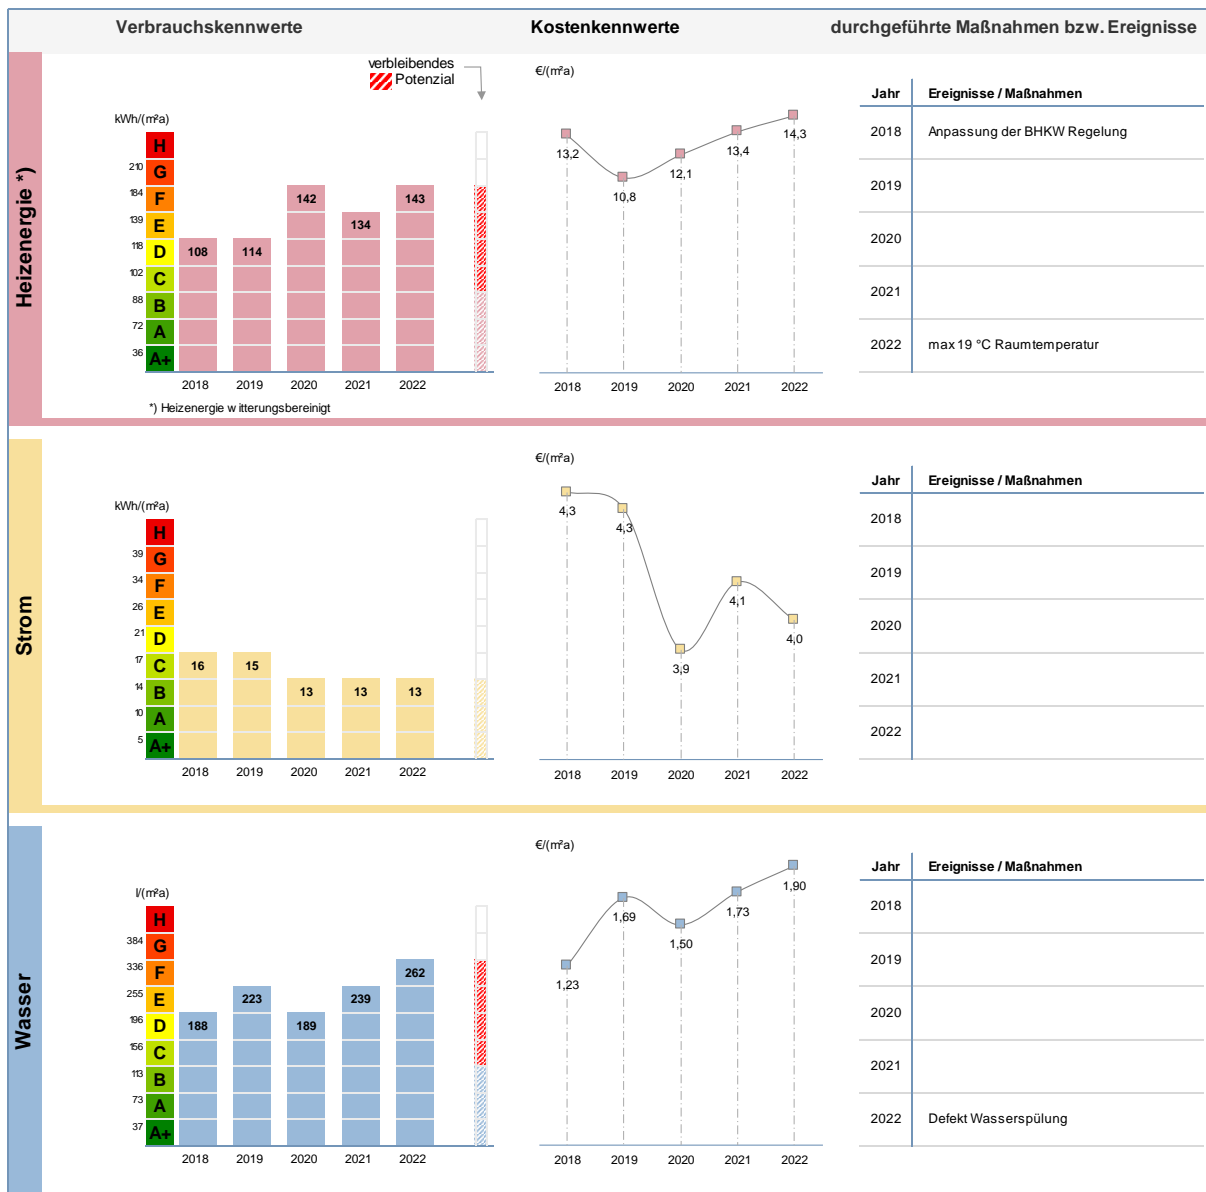 Verbrauchskennwerte
Kostenkennwerte
durchgeführte Maßnahmen bzw. Ereignisse
Heizenergie *)
verbleibendes
Potenzial
kWh/(m²a)
H
210
G
184
F
139
E
118
D
102
C
88
B
72
A
36
A+
108
114
142
134
143
2018 2019 2020 2021 2022
*) Heizenergie witterungsbereinigt
€/(m²a)
13,2
10,8
12,1
13,4
14,3
2018 2019 2020 2021 2022
Jahr Ereignisse / Maßnahmen
2018 Anpassung der BHKW Regelung
2019
2020
2021
2022 max 19 °C Raumtemperatur
Strom
kWh/(m²a)
H
39
G
34
F
26
E
21
D
17
C
14
B
10
A
5
A+
16
15
13
13
13
2018 2019 2020 2021 2022
€/(m²a)
4,3
4,3
3,9
4,1
4,0
2018 2019 2020 2021 2022
Jahr Ereignisse / Maßnahmen
2018
2019
2020
2021
2022
Wasser
l/(m²a)
H
384
G
336
F
255
E
196
D
156
C
113
B
73
A
37
A+
188
223
189
239
262
2018 2019 2020 2021 2022
€/(m²a)
1,23
1,69
1,50
1,73
1,90
2018 2019 2020 2021 2022
Jahr Ereignisse / Maßnahmen
2018
2019
2020
2021
2022 Defekt Wasserspülung